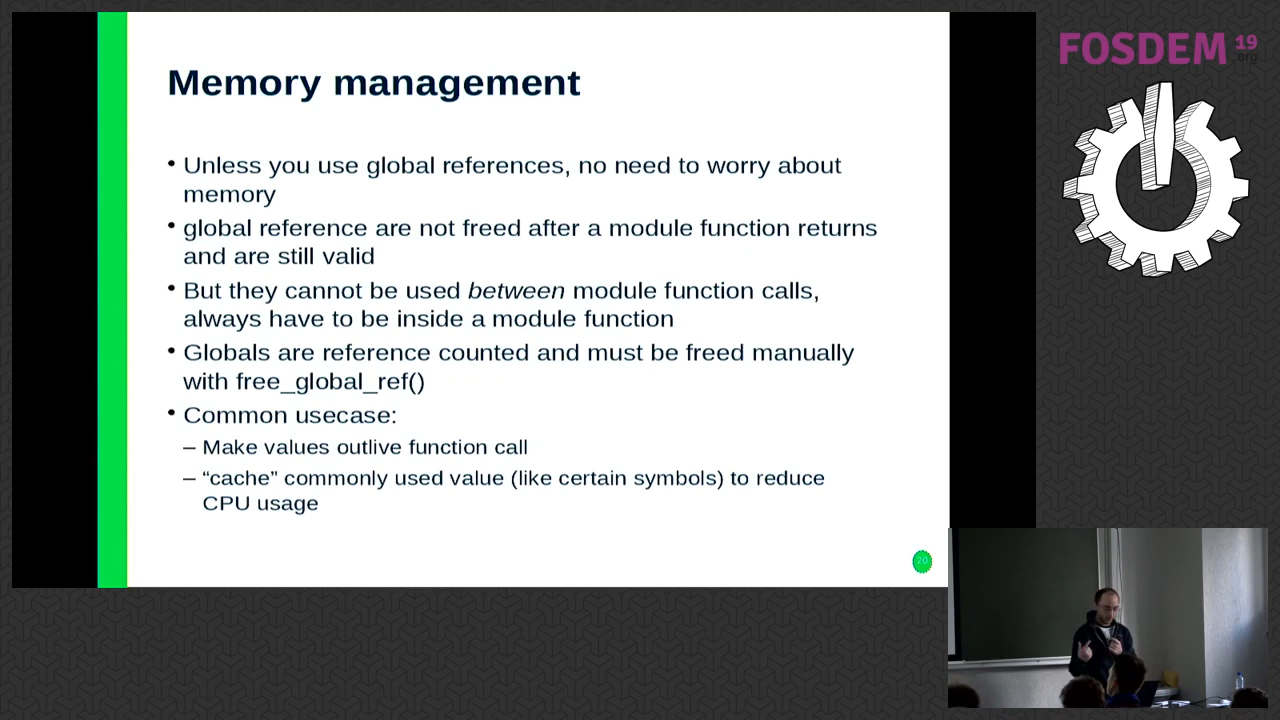 Memory management
• Unless you use global references, no need to worry about
memory
• global reference are not freed after a module function returns
and are still valid
• But they cannot be used between module function calls,
always have to be inside a module function
• Globals are reference counted and must be freed manually
with free_global_ref()
• Common usecase:
– Make values outlive function call
– “cache” commonly used value (like certain symbols) to reduce
CPU usage
20
FOSDEM 19
.org